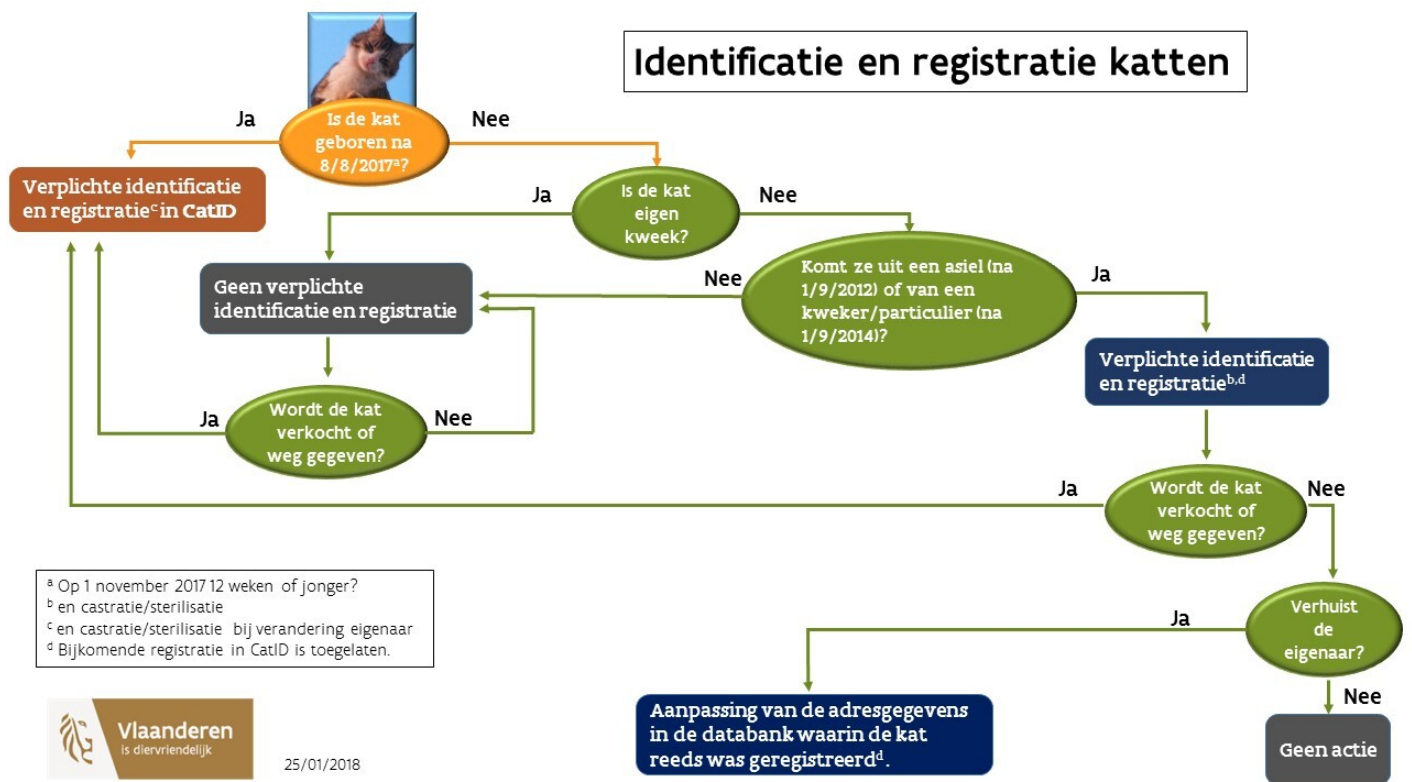 Identificatie en registratie katten
Ja
Is de kat
geboren na
8/8/2017ᵃ?
Nee
Verplichte identificatie
en registratieᶜ in CatID
Ja
Is de kat
eigen
kweek?
Nee
Geen verplichte
identificatie en registratie
Nee
Komt ze uit een asiel (na
1/9/2012) of van een
kweker/particulier (na
1/9/2014)?
Ja
Verplichte identificatie
en registratieᵇ,ᵈ
Ja
Wordt de kat
verkocht of
weg gegeven?
Nee
Ja
Wordt de kat
verkocht of
weg gegeven?
Nee
ᵃ Op 1 november 2017 12 weken of jonger?
ᵇ en castratie/sterilisatie
ᶜ en castratie/sterilisatie bij verandering eigenaar
ᵈ Bijkomende registratie in CatID is toegelaten.
Ja
Verhuist
de
eigenaar?
Nee
Aanpassing van de adresgegevens
in de databank waarin de kat
reeds was geregistreerdᵈ.
Geen actie
Vlaanderen
is diervriendelijk
25/01/2018